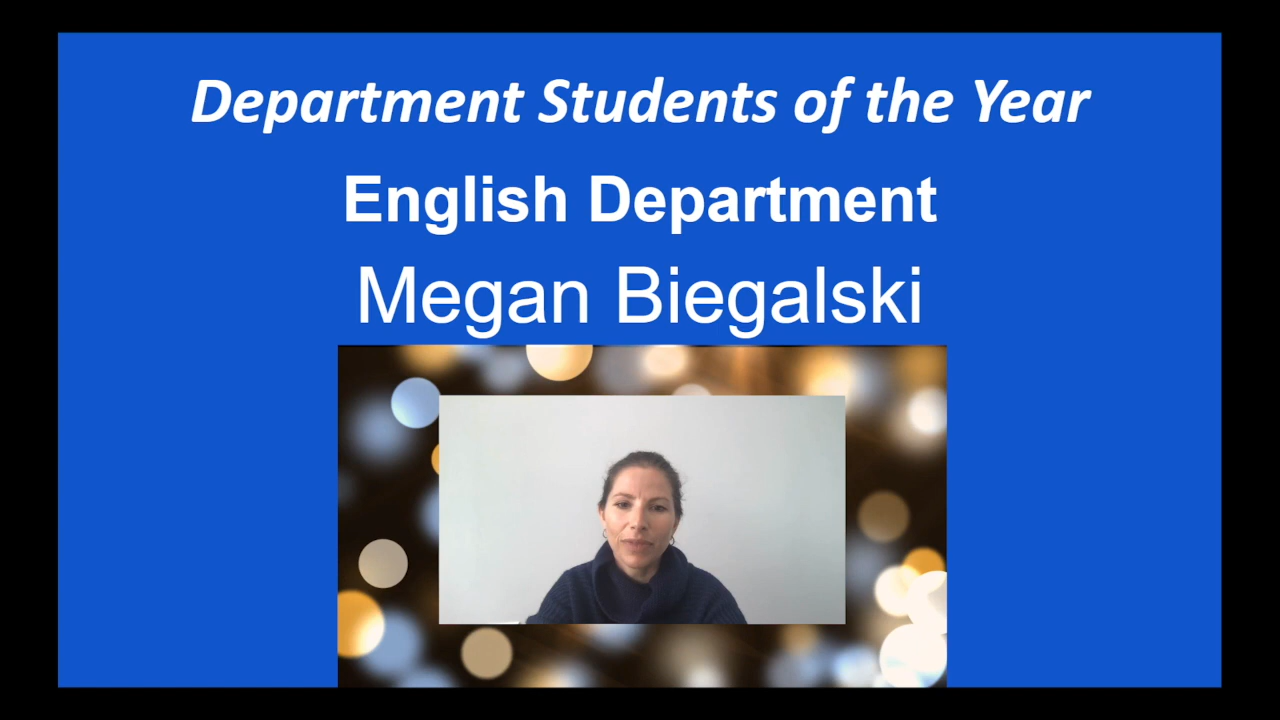 Department Students of the Year
English Department
Megan Biegalski